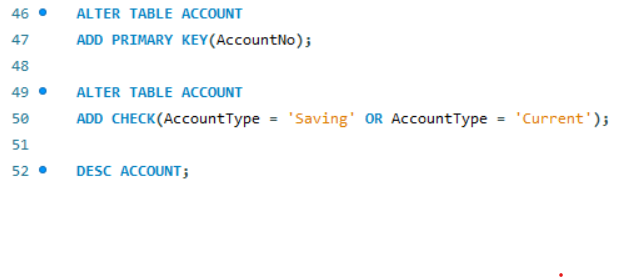 46 ALTER TABLE ACCOUNT
47 ADD PRIMARY KEY(AccountNo);
48
49 ALTER TABLE ACCOUNT
50 ADD CHECK(AccountType = 'Saving' OR AccountType = 'Current');
51
52 DESC ACCOUNT;